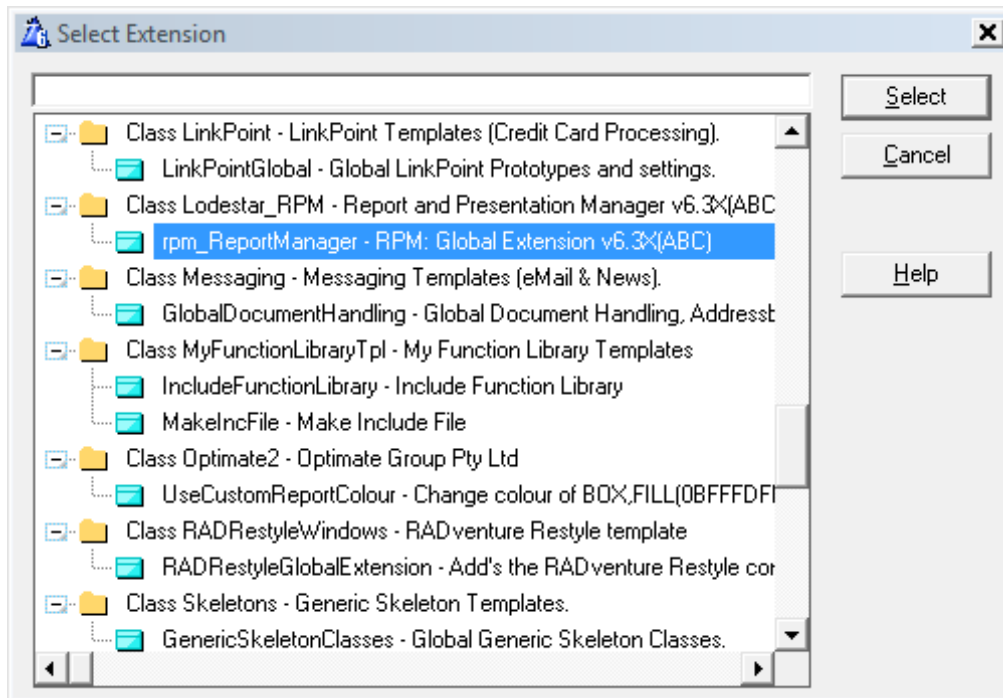 Select Extension
Select
Class LinkPoint - LinkPoint Templates (Credit Card Processing).
LinkPointGlobal - Global LinkPoint Prototypes and settings.
Cancel
Class Lodestar_RPM - Report and Presentation Manager v6.3X(ABC
rpm_ReportManager - RPM: Global Extension v6.3X(ABC)
Class Messaging - Messaging Templates (eMail & News).
Help
GlobalDocumentHandling - Global Document Handling, Addressb
Class MyFunctionLibraryTpl - My Function Library Templates
IncludeFunctionLibrary - Include Function Library
MakeIncFile - Make Include File
Class Optimate2 - Optimate Group Pty Ltd
UseCustomReportColour - Change colour of BOX,FILL(0BFFFDF
Class RADRestyleWindows - RADventure Restyle template
RADRestyleGlobalExtension - Add's the RADventure Restyle cor
Class Skeletons - Generic Skeleton Templates.
GenericSkeletonClasses - Global Generic Skeleton Classes.